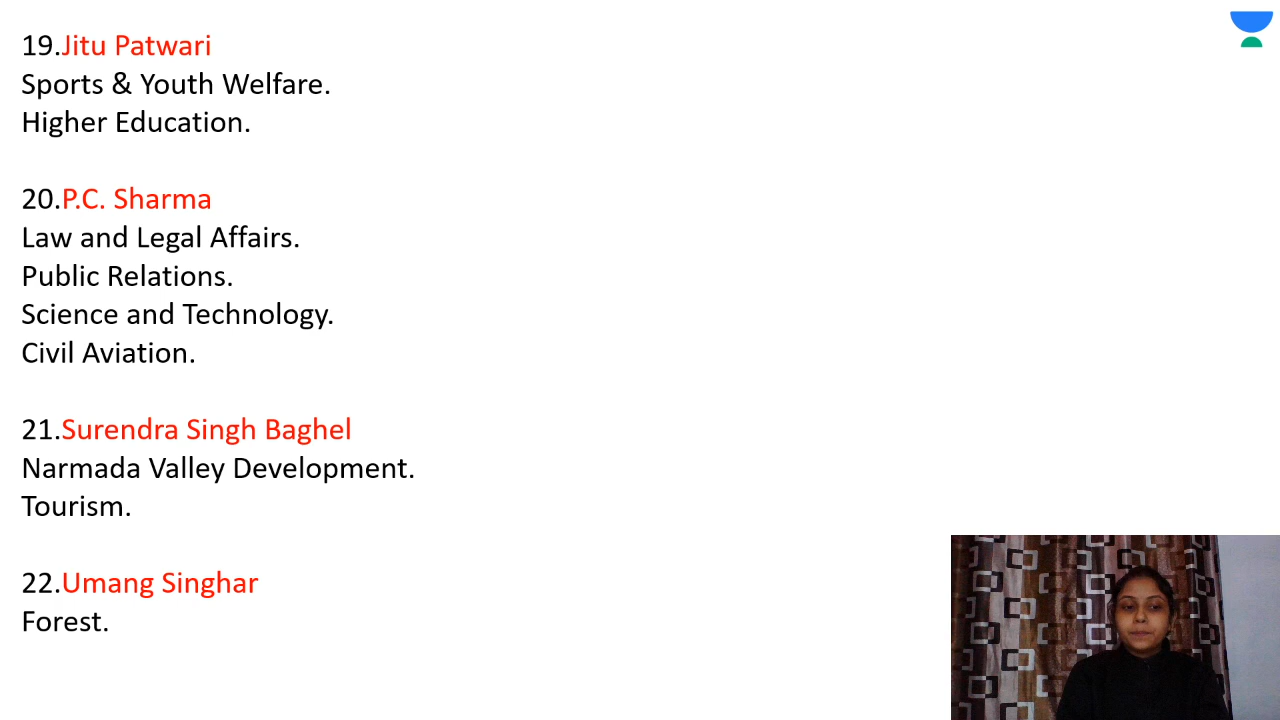 19.Jitu Patwari
Sports & Youth Welfare.
Higher Education.
20.P.C. Sharma
Law and Legal Affairs.
Public Relations.
Science and Technology.
Civil Aviation.
21.Surendra Singh Baghel
Narmada Valley Development.
Tourism.
22.Umang Singhar
Forest.